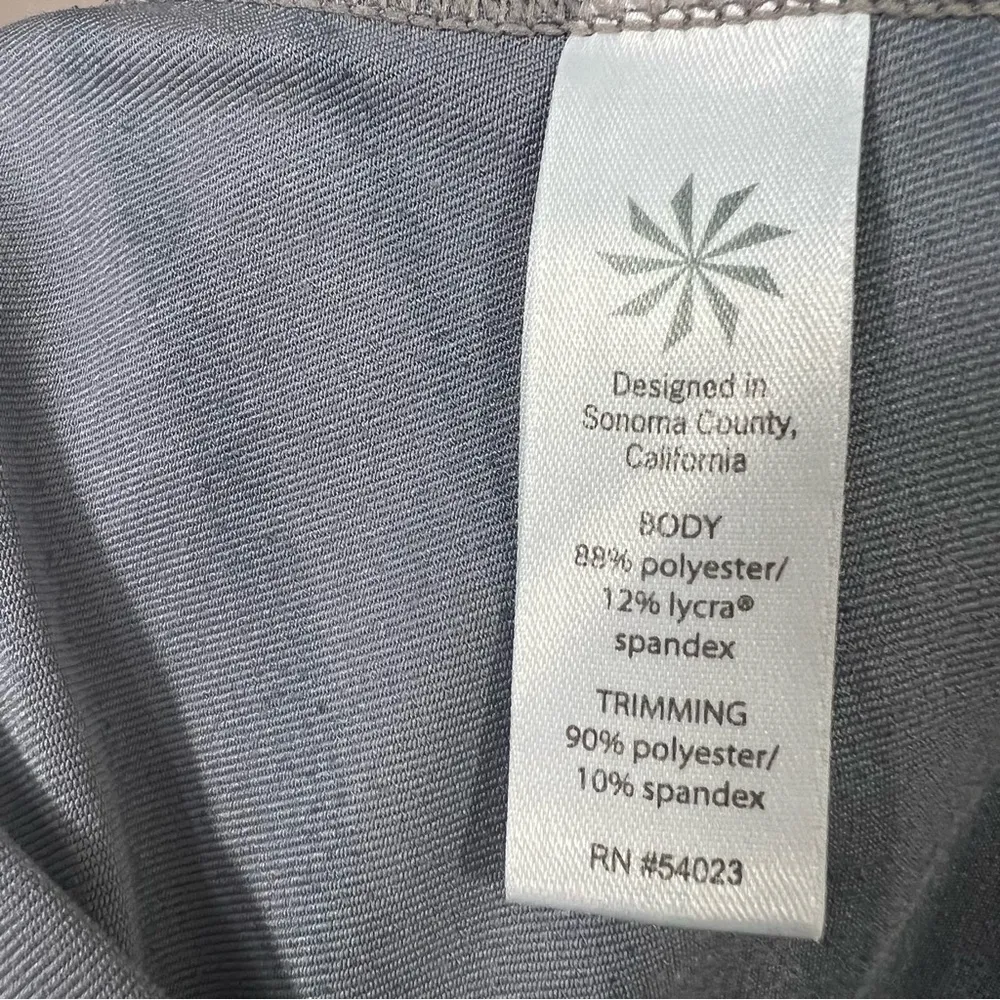 Designed in
Sonoma County,
California
BODY
88% polyester/
12% lycra®
spandex
TRIMMING
90% polyester/
10% spandex
RN #54023